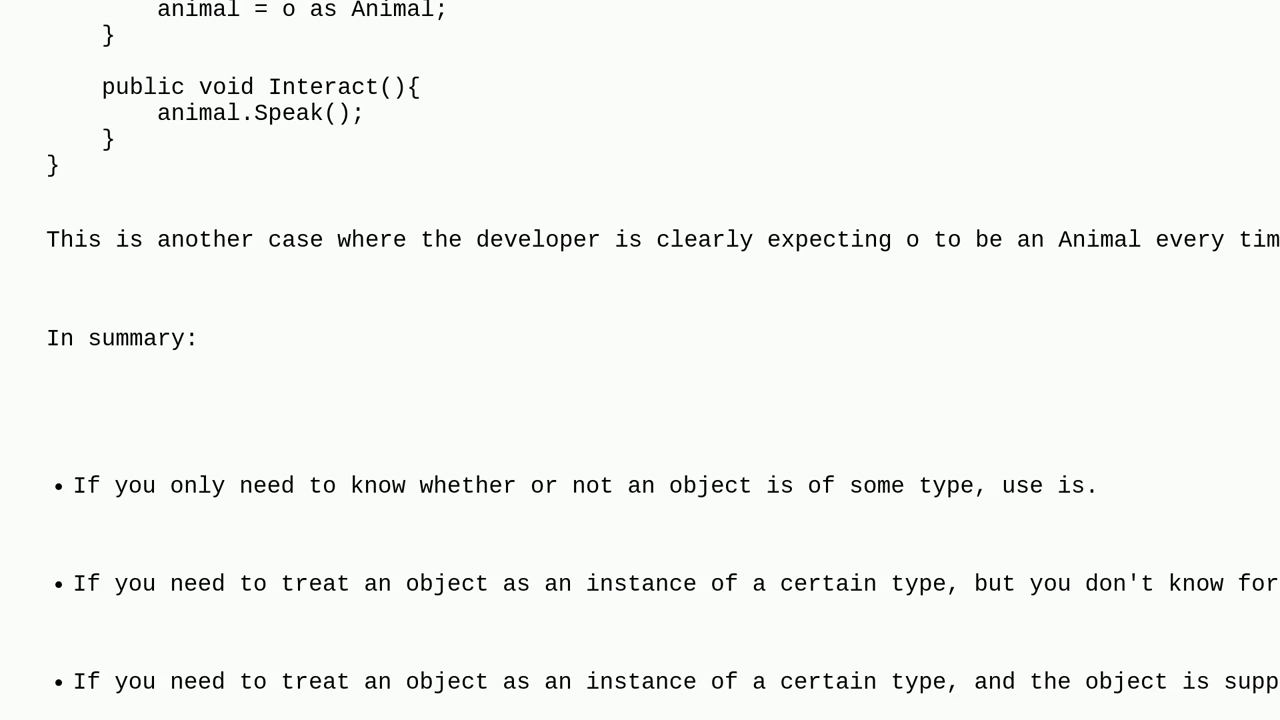 animal = o as Animal;
}
public void Interact(){
animal.Speak();
}
}
This is another case where the developer is clearly expecting o to be an Animal every tim
In summary:
• If you only need to know whether or not an object is of some type, use is.
• If you need to treat an object as an instance of a certain type, but you don't know for
• If you need to treat an object as an instance of a certain type, and the object is supp